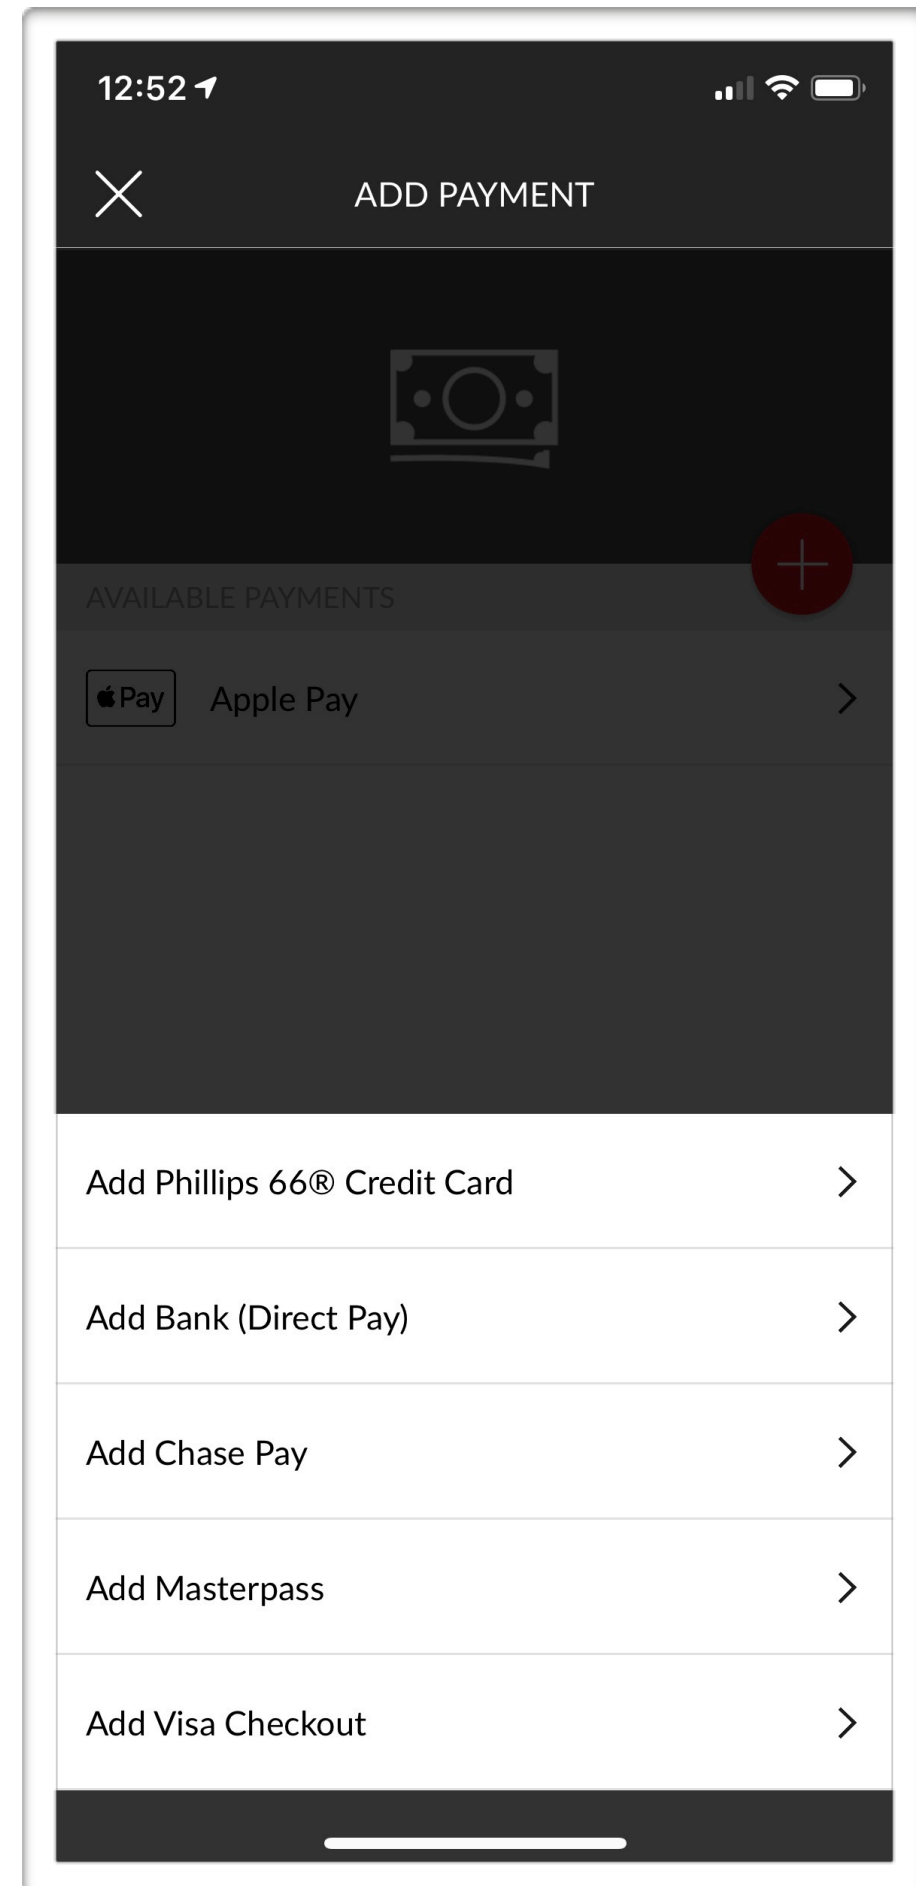 12:52
ADD PAYMENT
AVAILABLE PAYMENTS
Pay Apple Pay
Add Phillips 66® Credit Card
Add Bank (Direct Pay)
Add Chase Pay
Add Masterpass
Add Visa Checkout